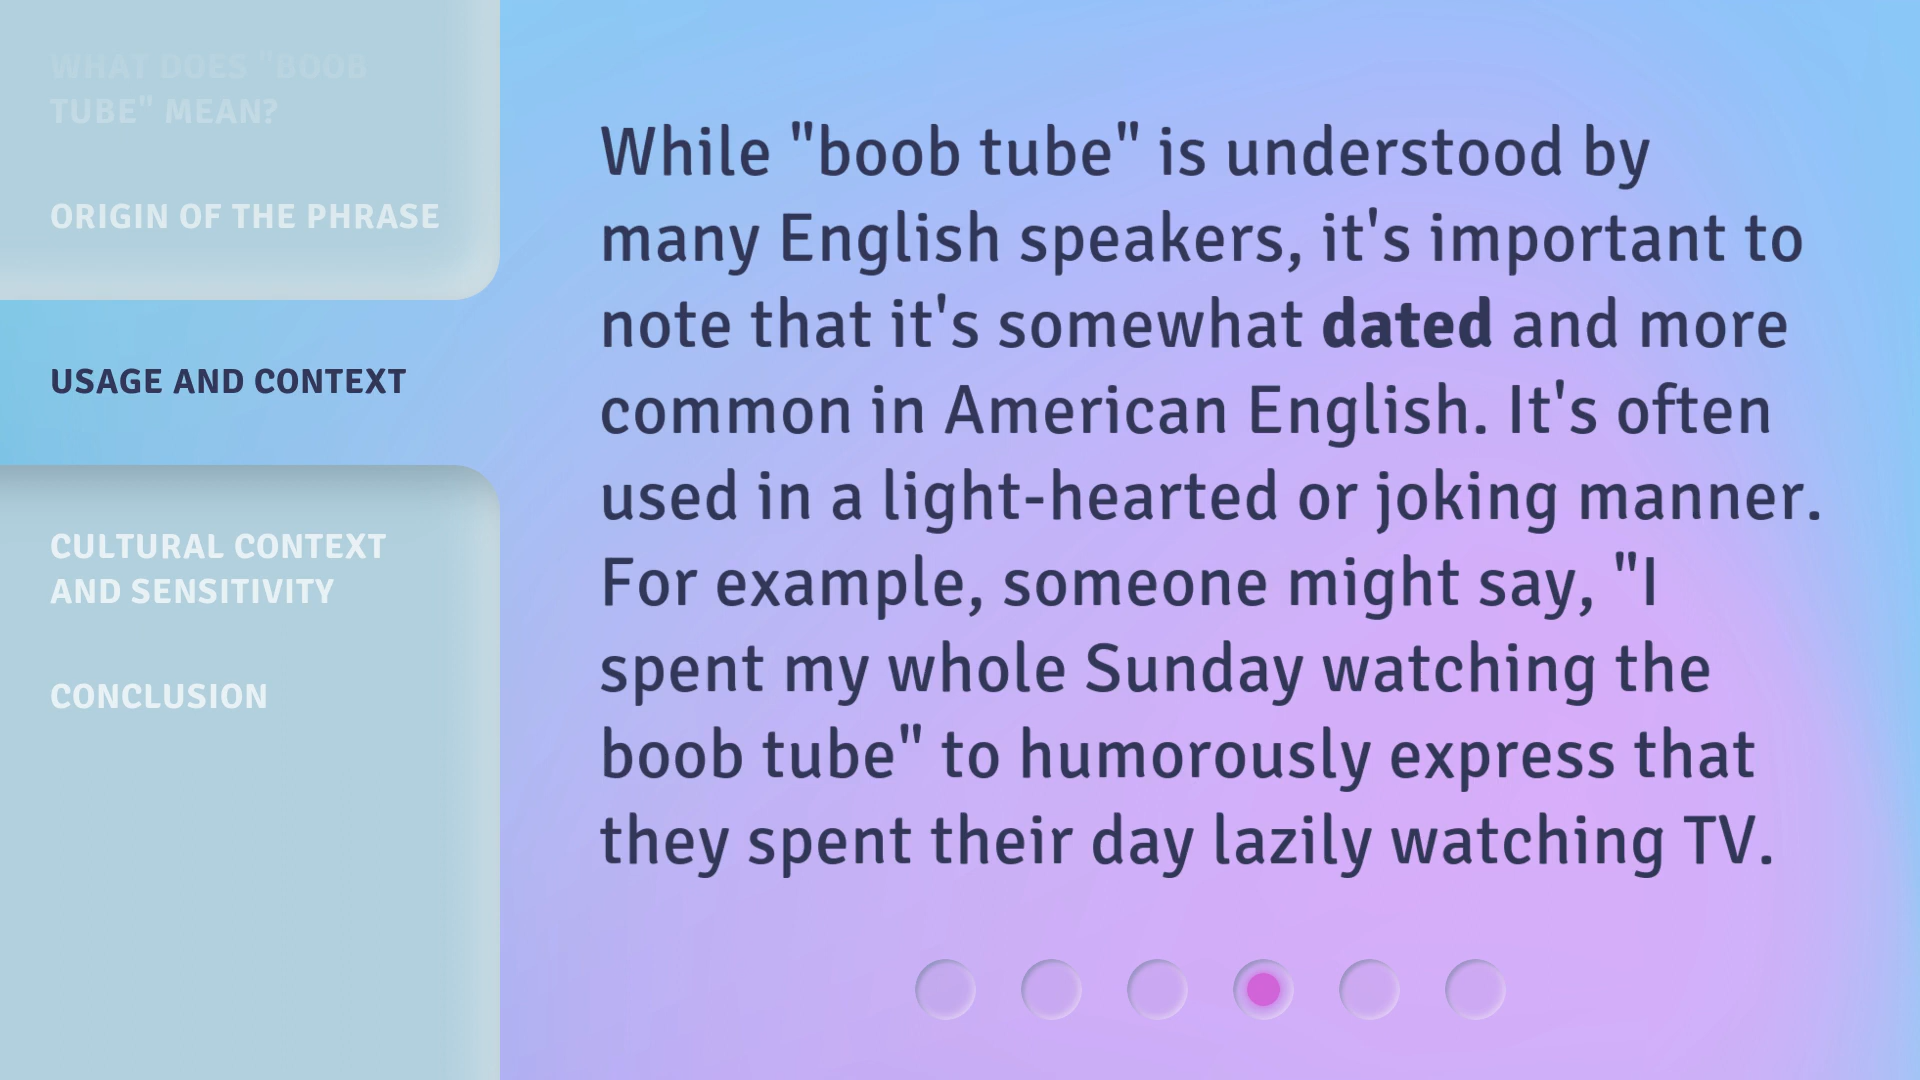 WHAT DOES "BOOB
TUBE" MEAN?
ORIGIN OF THE PHRASE
USAGE AND CONTEXT
CULTURAL CONTEXT
AND SENSITIVITY
CONCLUSION
While "boob tube" is understood by
many English speakers, it's important to
note that it's somewhat dated and more
common in American English. It's often
used in a light-hearted or joking manner.
For example, someone might say, "I
spent my whole Sunday watching the
boob tube" to humorously express that
they spent their day lazily watching TV.